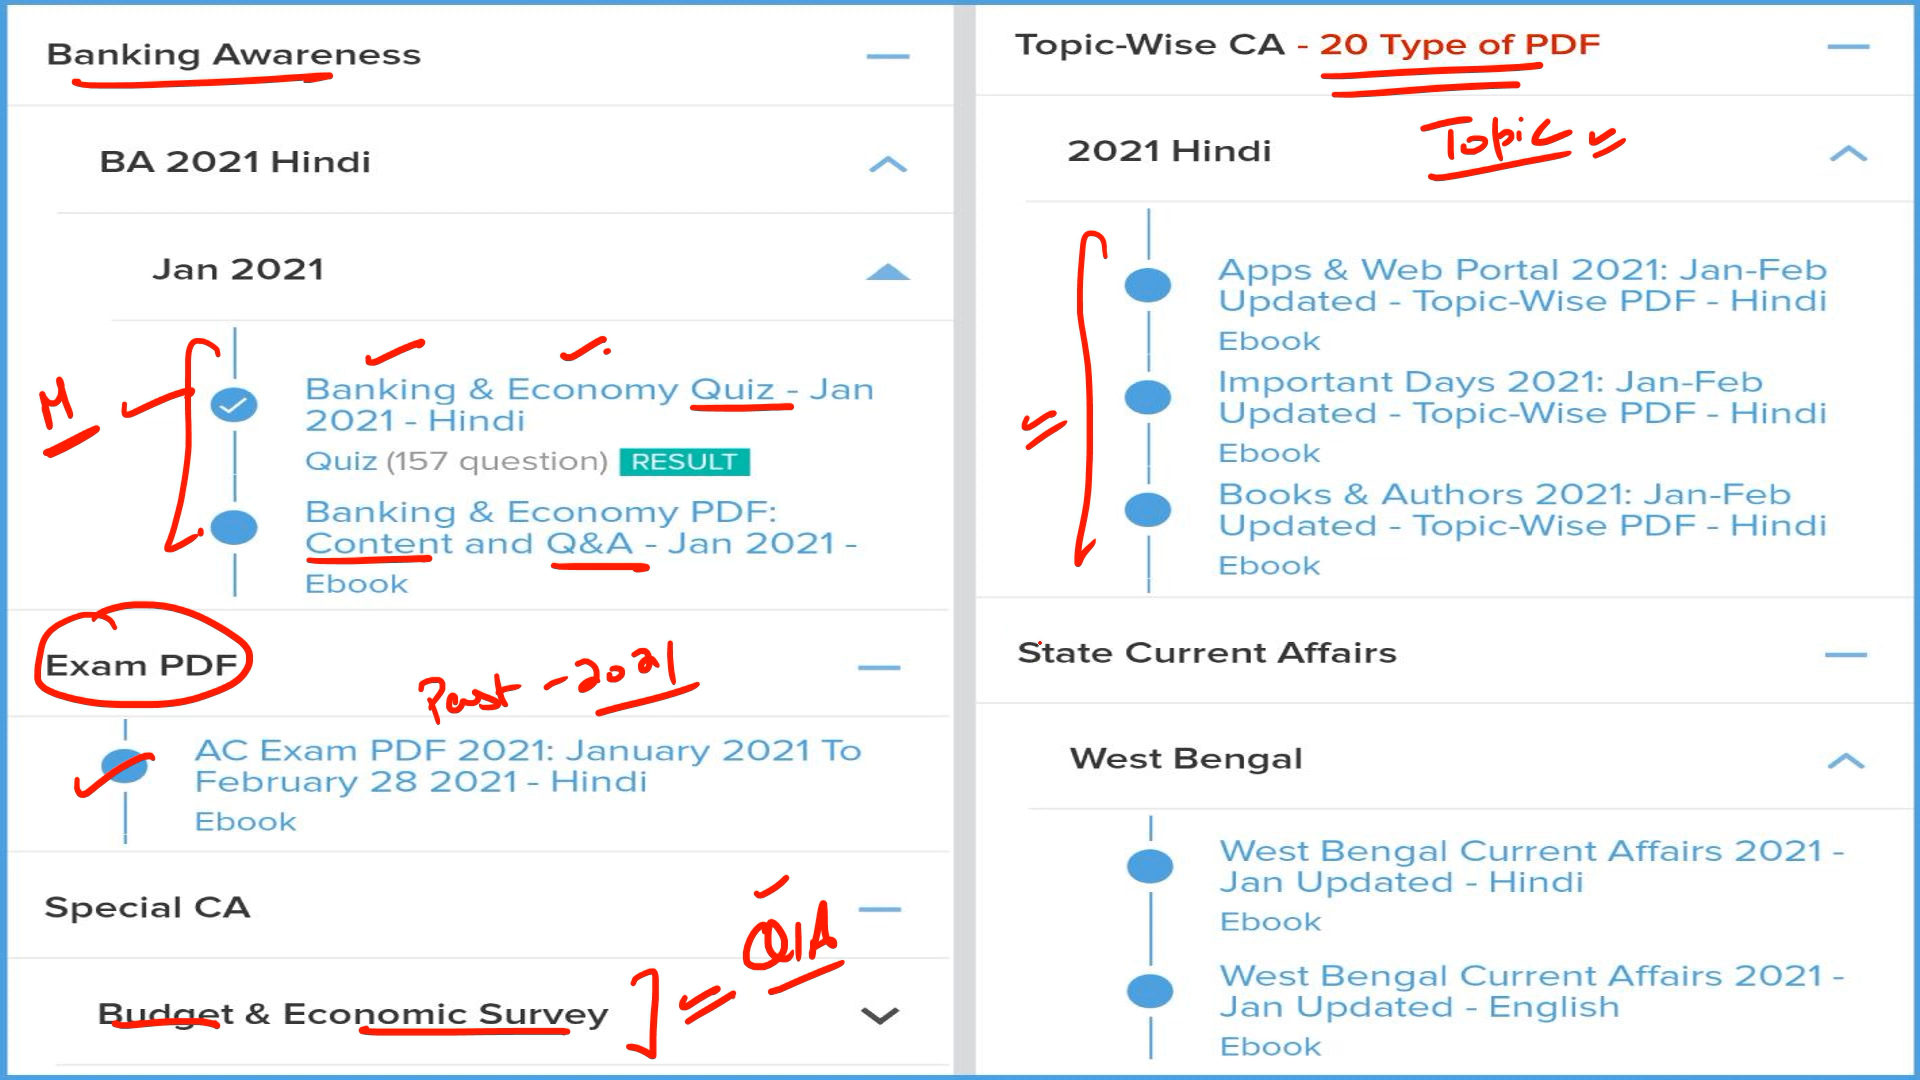 Banking Awareness
BA 2021 Hindi
Jan 2021
M
Banking & Economy Quiz - Jan
2021 - Hindi
Quiz (157 question) RESULT
Banking & Economy PDF:
Content and Q&A - Jan 2021 -
Ebook
Exam PDF
Past - 2021
AC Exam PDF 2021: January 2021 To
February 28 2021 - Hindi
Ebook
Special CA
Q/A
Budget & Economic Survey
Topic-Wise CA - 20 Type of PDF
2021 Hindi
Topic
Apps & Web Portal 2021: Jan-Feb
Updated - Topic-Wise PDF - Hindi
Ebook
Important Days 2021: Jan-Feb
Updated - Topic-Wise PDF - Hindi
Ebook
Books & Authors 2021: Jan-Feb
Updated - Topic-Wise PDF - Hindi
Ebook
State Current Affairs
West Bengal
West Bengal Current Affairs 2021 -
Jan Updated - Hindi
Ebook
West Bengal Current Affairs 2021 -
Jan Updated - English
Ebook